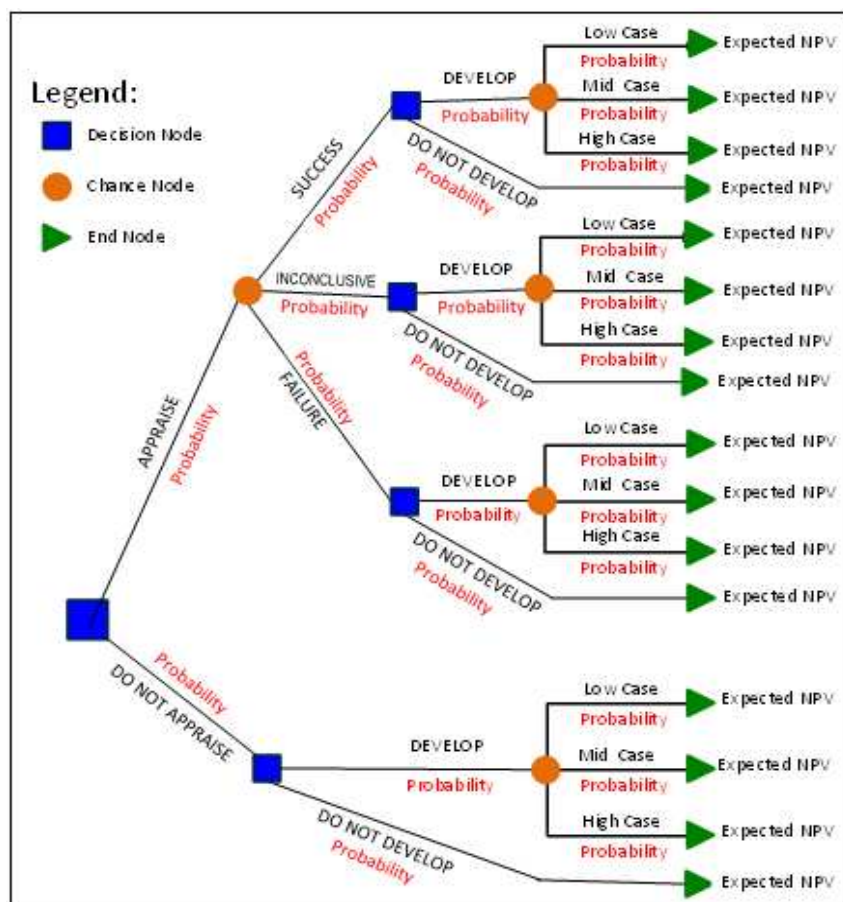 Legend:
Decision Node
Chance Node
End Node
SUCCESS
Probability
DEVELOP
Probability
Low Case
Probability
Expected NPV
Mid Case
Probability
Expected NPV
High Case
Probability
Expected NPV
DO NOT DEVELOP
Probability
Expected NPV
INCONCLUSIVE
Probability
DEVELOP
Probability
Low Case
Probability
Expected NPV
Mid Case
Probability
Expected NPV
High Case
Probability
Expected NPV
DO NOT DEVELOP
Probability
Expected NPV
APPRAISE
Probability
Probability
FAILURE
DEVELOP
Probability
Low Case
Probability
Expected NPV
Mid Case
Probability
Expected NPV
High Case
Probability
Expected NPV
DO NOT DEVELOP
Probability
Expected NPV
Probability
DO NOT APPRAISE
DEVELOP
Probability
Low Case
Probability
Expected NPV
Mid Case
Probability
Expected NPV
High Case
Probability
Expected NPV
DO NOT DEVELOP
Probability
Expected NPV